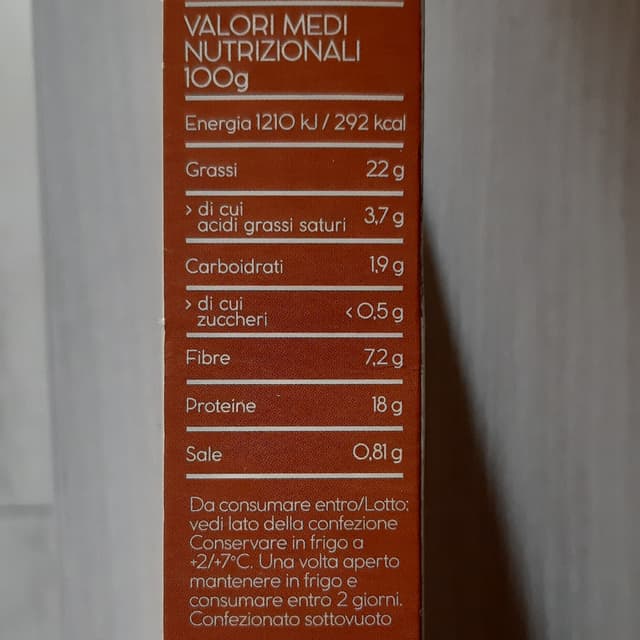 VALORI MEDI
NUTRIZIONALI
100g
Energia 1210 kJ / 292 kcal
Grassi 22 g
> di cui
acidi grassi saturi 3,7 g
Carboidrati 1,9 g
> di cui
zuccheri <0,5 g
Fibre 7,2 g
Proteine 18 g
Sale 0,81 g
Da consumare entro/Lotto:
vedi lato della confezione
Conservare in frigo a
+2/+7°C. Una volta aperto
mantenere in frigo e
consumare entro 2 giorni.
Confezionato sottovuoto